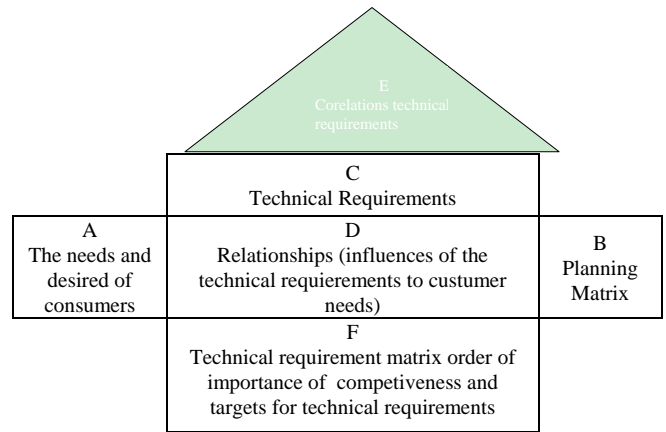 E
Corelations technical
requirements
C
Technical Requirements
A
The needs and
desired of
consumers
D
Relationships (influences of the
technical requierements to custumer
needs)
B
Planning
Matrix
F
Technical requirement matrix order of
importance of competiveness and
targets for technical requirements